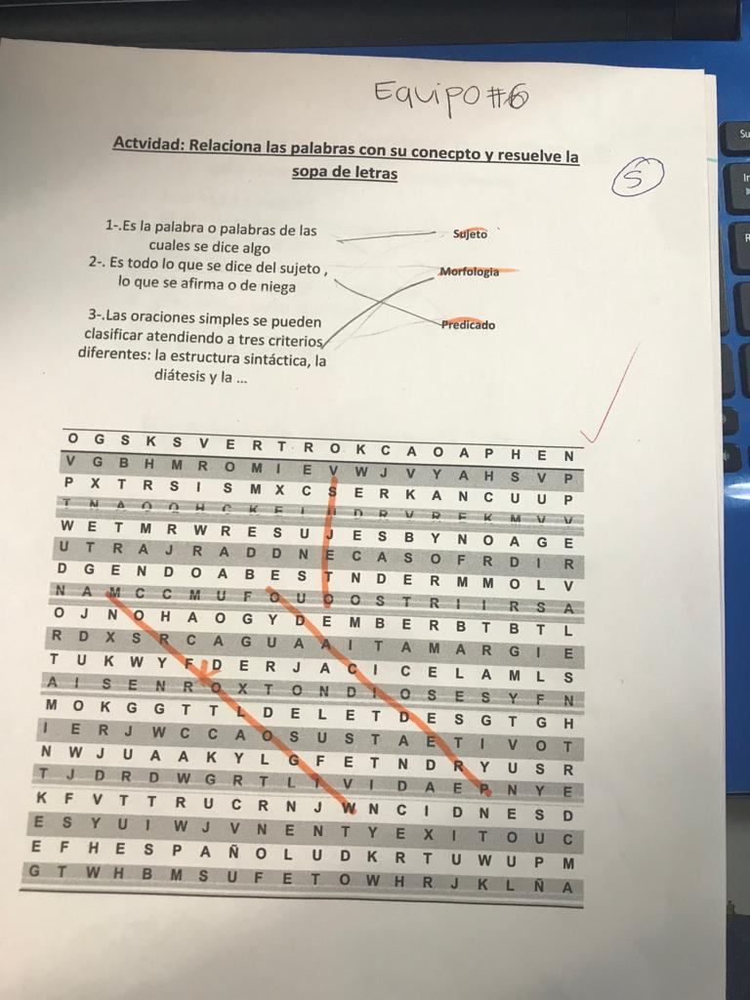 Equipo #6
Actvidad: Relaciona las palabras con su conecpto y resuelve la
sopa de letras
5
1-.Es la palabra o palabras de las
cuales se dice algo
Sujeto
2-. Es todo lo que se dice del sujeto ,
lo que se afirma o de niega
Morfologia
3-.Las oraciones simples se pueden
clasificar atendiendo a tres criterios
diferentes: la estructura sintáctica, la
diátesis y la ...
Predicado
O G S K S V E R T R O K C A O A P H E N
V G B H M R O M I E V W J V Y A H S V P
P X T R S I S M X C S E R K A N C U U P
W E T M R W R E S U J E S B Y N O A G E
U T R A J R A D D N E C A S O F R D I R
D G E N D O A B E S T N D E R M M O L V
N A M C C M U F O U O O S T R I I R S A
O J N O H A O G Y D E M B E R B T B T L
R D X S R C A G U A A I T A M A R G I E
T U K W Y F D E R J A C I C E L A M L S
A I S E N R O X T O N D I O S E S Y F N
M O K G G T T L D E L E T D E S G T G H
I E R J W C C A O S U S T A E T I V O T
N W J U A A K Y L G F E T N D R Y U S R
T J D R D W G R T L I V I D A E P N Y E
K F V T T R U C R N J W N C I D N E S D
E S Y U I W J V N E N T Y E X I T O U C
E F H E S P A Ñ O L U D K R T U W U P M
G T W H B M S U F E T O W H R J K L Ñ A